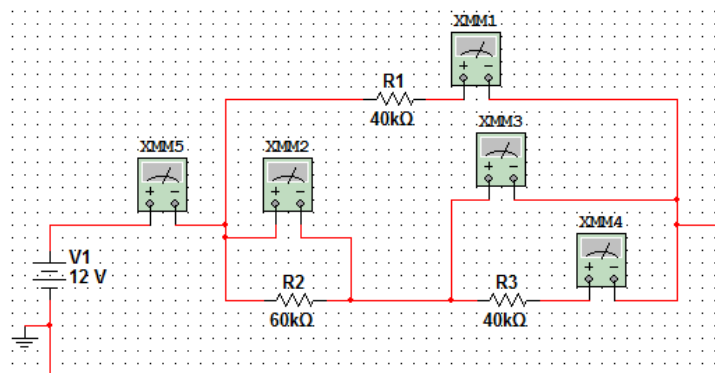 XMM1
R1
40kΩ
XMM3
XMM5
XMM2
XMM4
V1
12 V
R2
60kΩ
R3
40kΩ